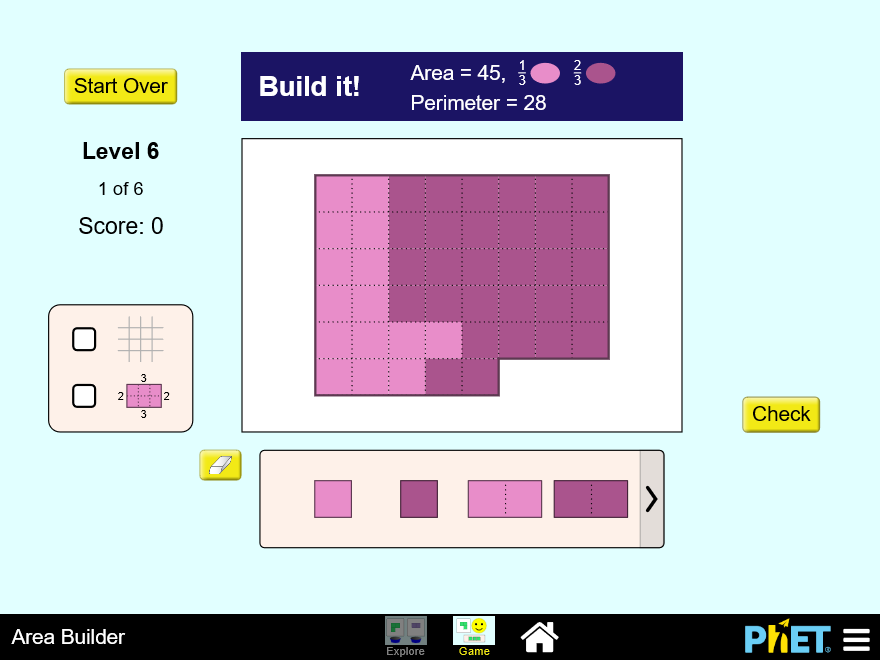 Start Over
Build it!
Area = 45, 1/3 2/3
Perimeter = 28
Level 6
1 of 6
Score: 0
3
2 2
3
Check
Area Builder
Explore
Game
PhET